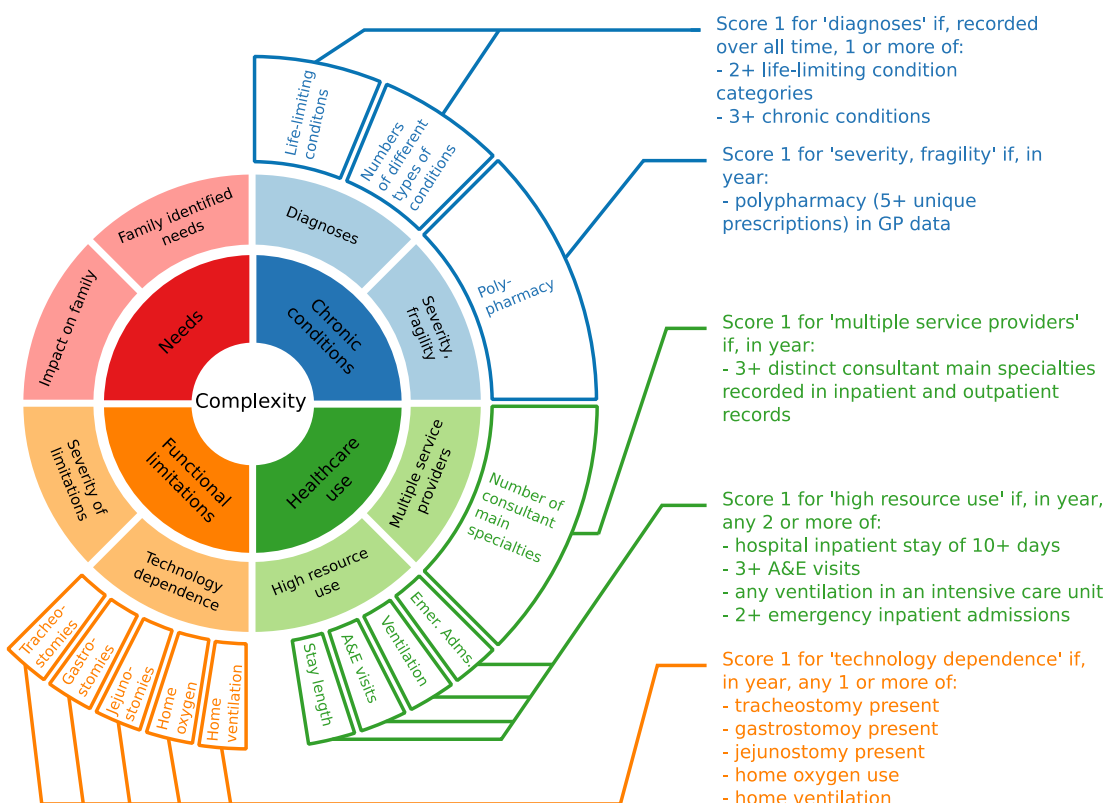 Score 1 for 'diagnoses' if, recorded
over all time, 1 or more of:
- 2+ life-limiting condition
categories
- 3+ chronic conditions
Score 1 for 'severity, fragility' if, in
year:
- polypharmacy (5+ unique
prescriptions) in GP data
Score 1 for 'multiple service providers'
if, in year:
- 3+ distinct consultant main specialties
recorded in inpatient and outpatient
records
Score 1 for 'high resource use' if, in year,
any 2 or more of:
- hospital inpatient stay of 10+ days
- 3+ A&E visits
- any ventilation in an intensive care unit
- 2+ emergency inpatient admissions
Score 1 for 'technology dependence' if,
in year, any 1 or more of:
- tracheostomy present
- gastrostomoy present
- jejunostomy present
- home oxygen use
- home ventilation
Life-limiting
conditons
Numbers
of different
types of
conditions
Poly-
pharmacy
Number of
consultant
main
specialties
Emer. Adms.
Ventilation
A&E visits
Stay length
Home
ventilation
Home
oxygen
Jejuno-
stomies
Gastro-
stomies
Tracheo-
stomies
Family identified
needs
Diagnoses
Severity,
fragility
Multiple service
providers
High resource
use
Technology
dependence
Severity of
limitations
Impact on family
Needs
Chronic
conditions
Healthcare
use
Functional
limitations
Complexity